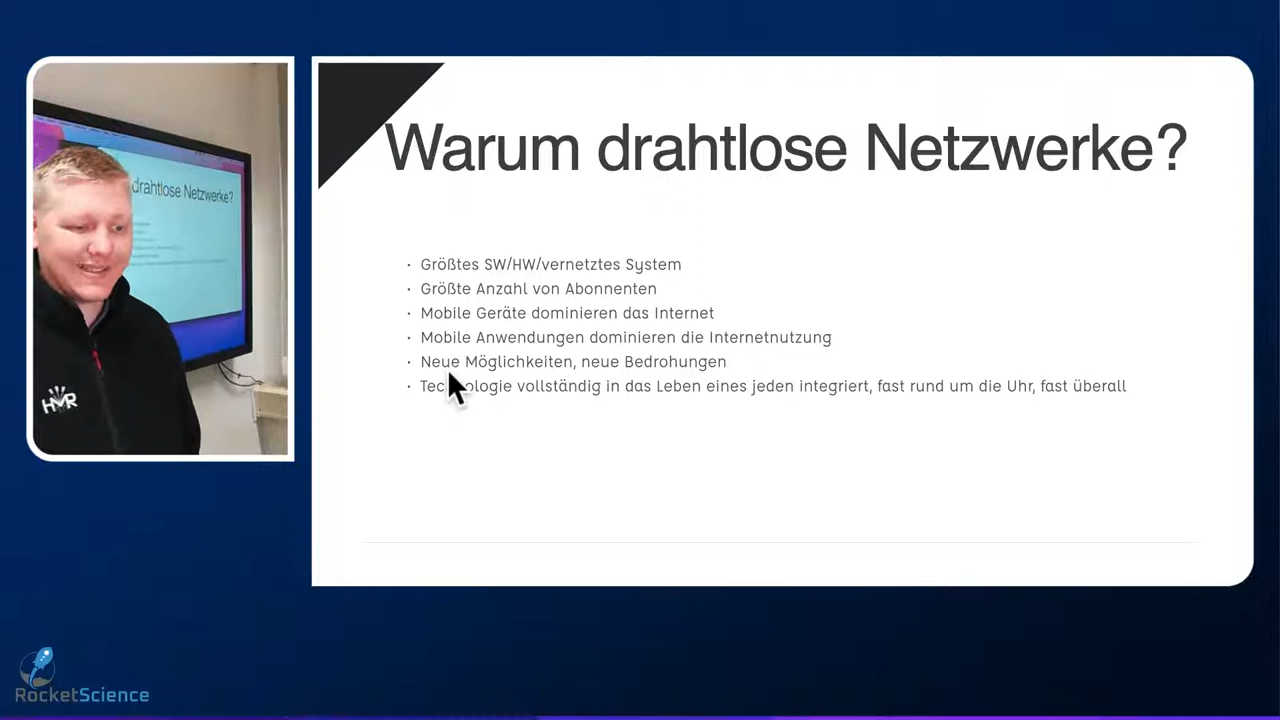 drahtlose Netzwerke?
HMR
Warum drahtlose Netzwerke?
· Größtes SW/HW/vernetztes System
· Größte Anzahl von Abonnenten
· Mobile Geräte dominieren das Internet
· Mobile Anwendungen dominieren die Internetnutzung
· Neue Möglichkeiten, neue Bedrohungen
· Technologie vollständig in das Leben eines jeden integriert, fast rund um die Uhr, fast überall
RocketScience